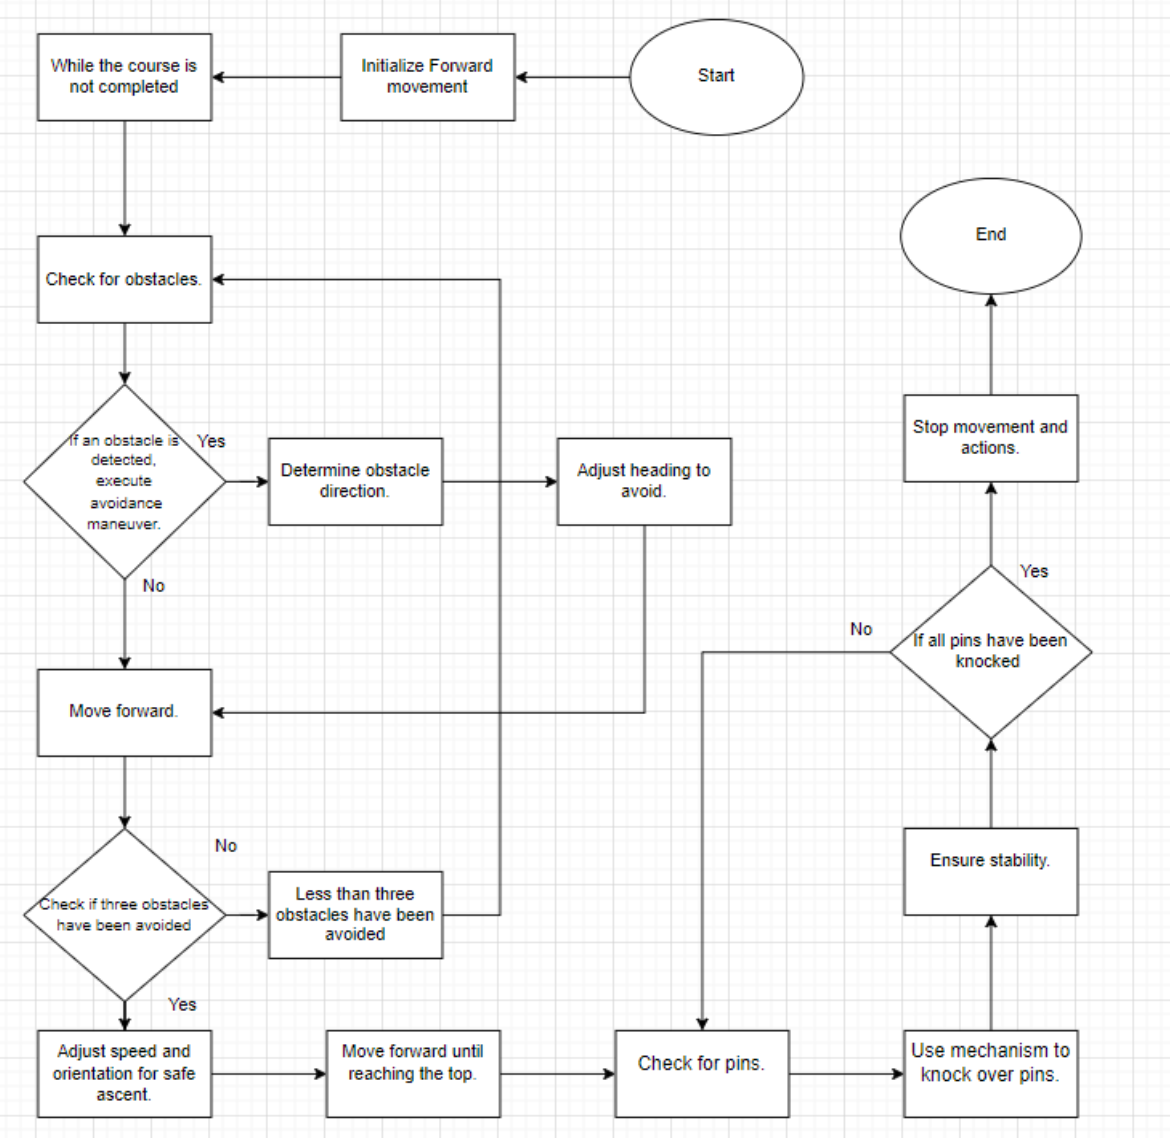 Start
Initialize Forward
movement
While the course is
not completed
Check for obstacles.
If an obstacle is
detected,
execute
avoidance
maneuver.
Yes
Determine obstacle
direction.
Adjust heading to
avoid.
No
Move forward.
Check if three obstacles
have been avoided
No
Less than three
obstacles have been
avoided
Yes
Adjust speed and
orientation for safe
ascent.
Move forward until
reaching the top.
Check for pins.
Use mechanism to
knock over pins.
Ensure stability.
If all pins have been
knocked
No
Yes
Stop movement and
actions.
End